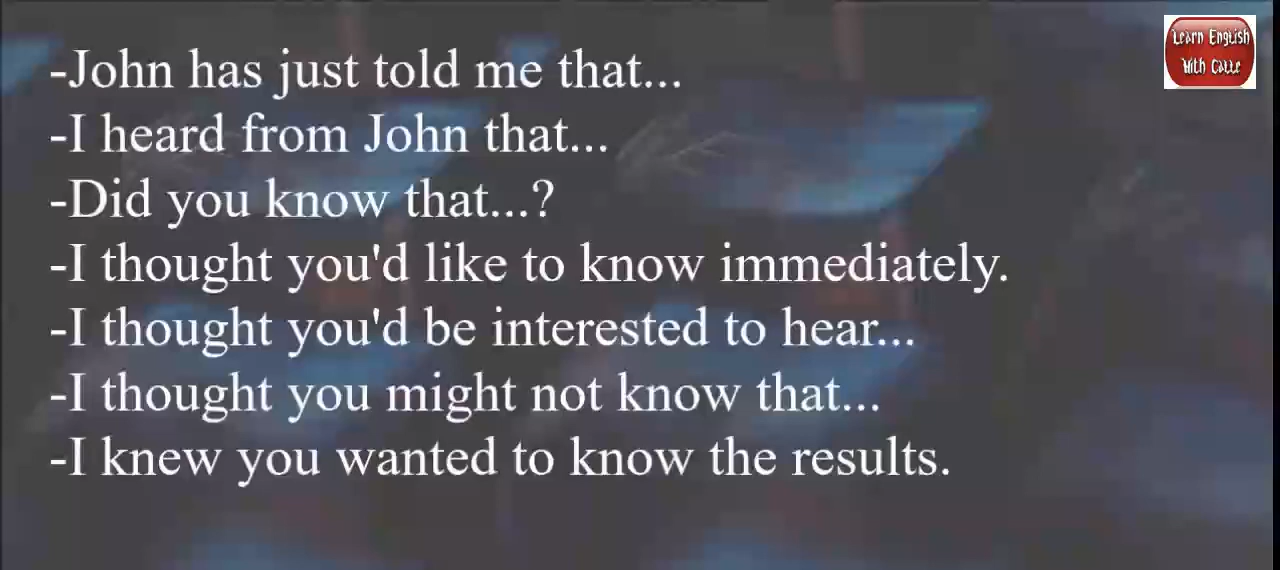 Learn English
With Cattc
-John has just told me that...
-I heard from John that...
-Did you know that...?
-I thought you'd like to know immediately.
-I thought you'd be interested to hear...
-I thought you might not know that...
-I knew you wanted to know the results.